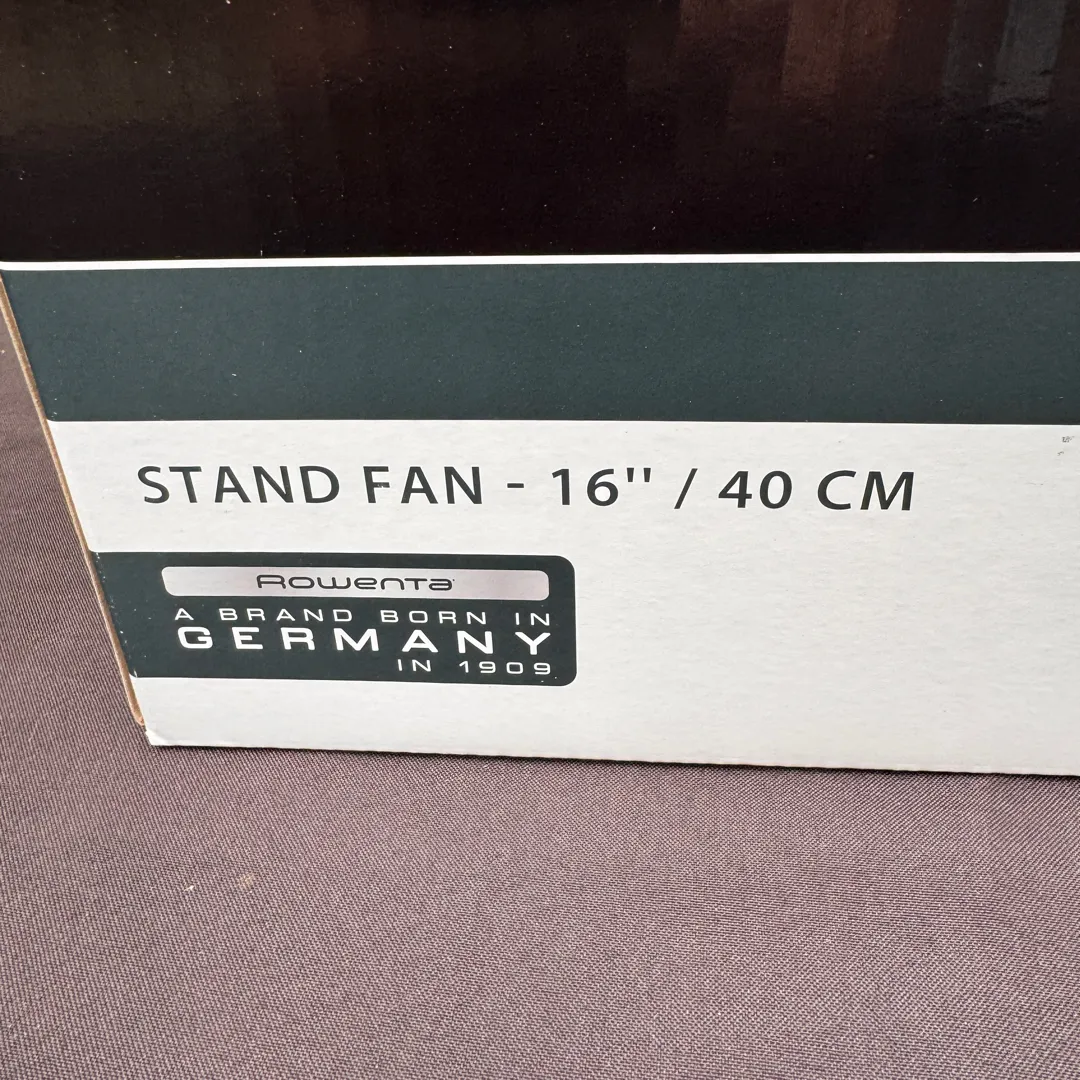 STAND FAN - 16'' / 40 CM
Rowenta
A BRAND BORN IN
GERMANY
IN 1909